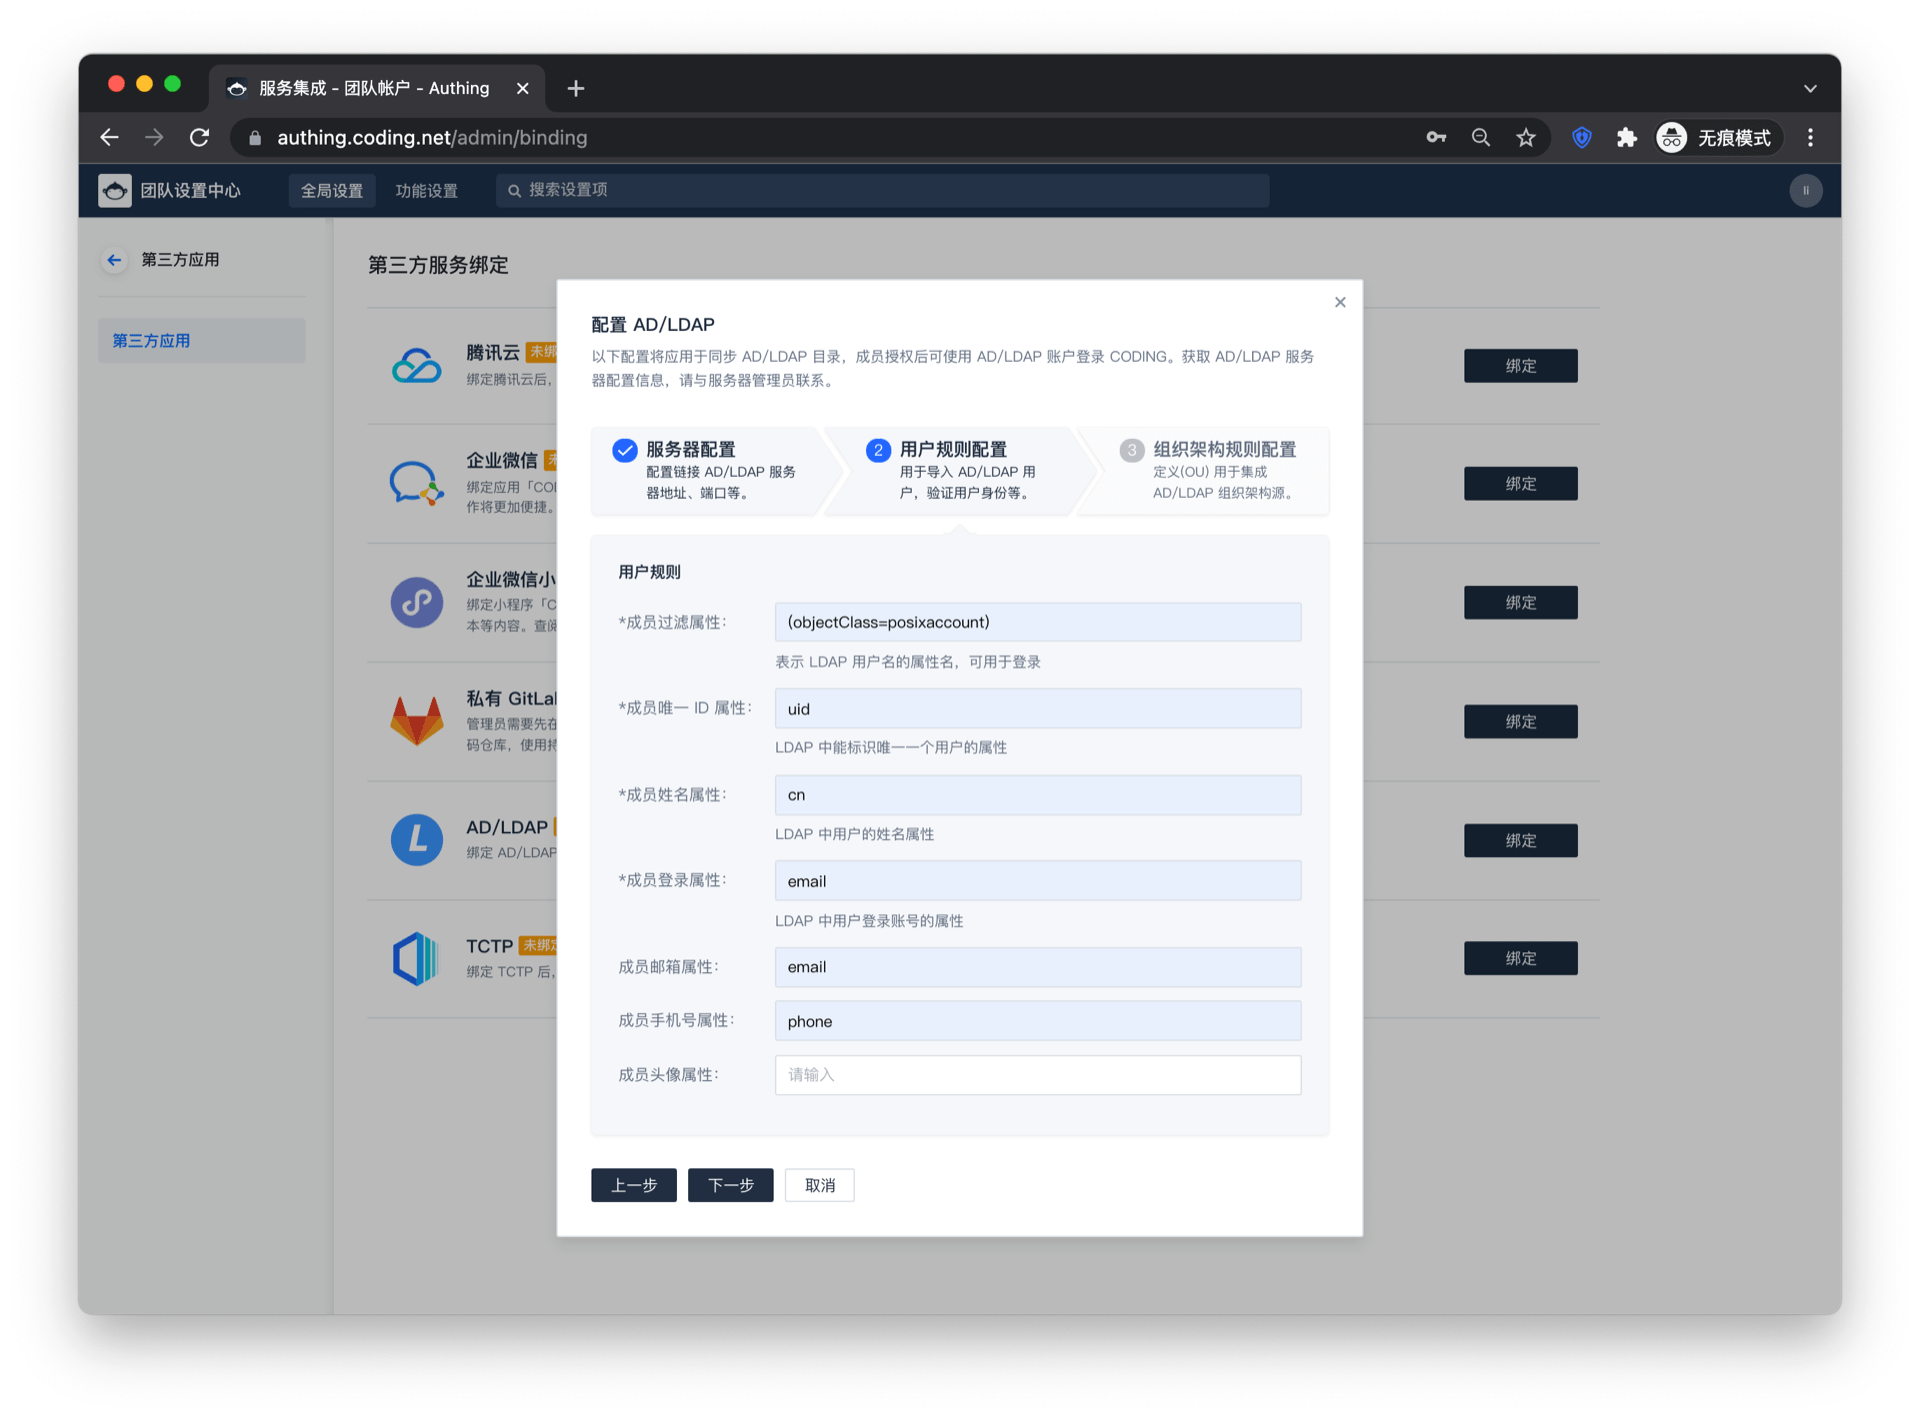 服务集成 - 团队帐户 - Authing
authing.coding.net/admin/binding
无痕模式
团队设置中心
全局设置
功能设置
搜索设置项
li
第三方应用
第三方应用
第三方服务绑定
腾讯云
绑定腾讯云后，
绑定
企业微信
绑定应用「CO
作将更加便捷。
绑定
企业微信小
绑定小程序「C
本等内容。查阅
绑定
私有 GitLa
管理员需要先在
码仓库，使用持
绑定
AD/LDAP
绑定 AD/LDAP
绑定
TCTP 未绑定
绑定 TCTP 后，
绑定
配置 AD/LDAP
以下配置将应用于同步 AD/LDAP 目录，成员授权后可使用 AD/LDAP 账户登录 CODING。获取 AD/LDAP 服务
器配置信息，请与服务器管理员联系。
服务器配置
配置链接 AD/LDAP 服务
器地址、端口等。
2 用户规则配置
用于导入 AD/LDAP 用
户，验证用户身份等。
3 组织架构规则配置
定义(OU) 用于集成
AD/LDAP 组织架构源。
用户规则
*成员过滤属性： (objectClass=posixaccount)
表示 LDAP 用户名的属性名，可用于登录
*成员唯一 ID 属性： uid
LDAP 中能标识唯一一个用户的属性
*成员姓名属性： cn
LDAP 中用户的姓名属性
*成员登录属性： email
LDAP 中用户登录账号的属性
成员邮箱属性： email
成员手机号属性： phone
成员头像属性： 请输入
上一步
下一步
取消